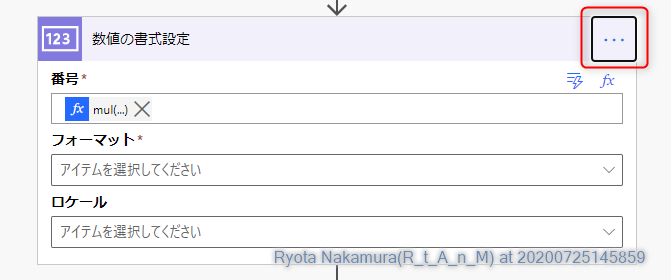 123 数値の書式設定 ...
番号*
fx
fx mul(...)
フォーマット*
アイテムを選択してください
ロケール
アイテムを選択してください
Ryota Nakamura(R_t_A_n_M) at 20200725145859